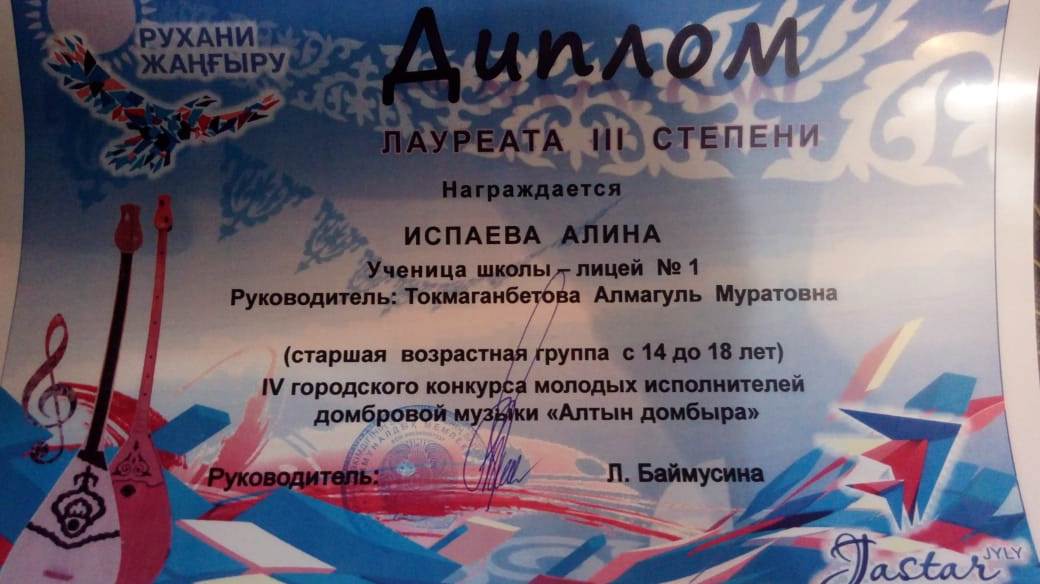 РУХАНИ
ЖАҢҒЫРУ
Диплом
ЛАУРЕАТА III СТЕПЕНИ
Награждается
ИСПАЕВА АЛИНА
Ученица школы – лицей № 1
Руководитель: Токмаганбетова Алмагуль Муратовна
(старшая возрастная группа с 14 до 18 лет)
IV городского конкурса молодых исполнителей
домбровой музыки «Алтын домбыра»
Руководитель: Л. Баймусина
Jastar JYLY